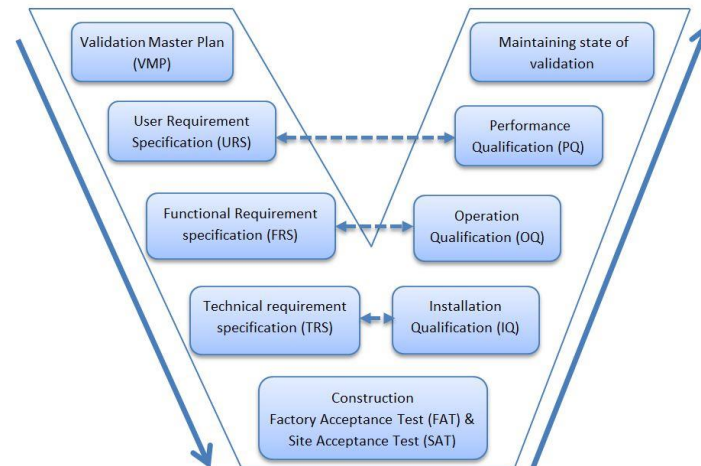 Validation Master Plan
(VMP)
Maintaining state of
validation
User Requirement
Specification (URS)
Performance
Qualification (PQ)
Functional Requirement
specification (FRS)
Operation
Qualification (OQ)
Technical requirement
specification (TRS)
Installation
Qualification (IQ)
Construction
Factory Acceptance Test (FAT) &
Site Acceptance Test (SAT)